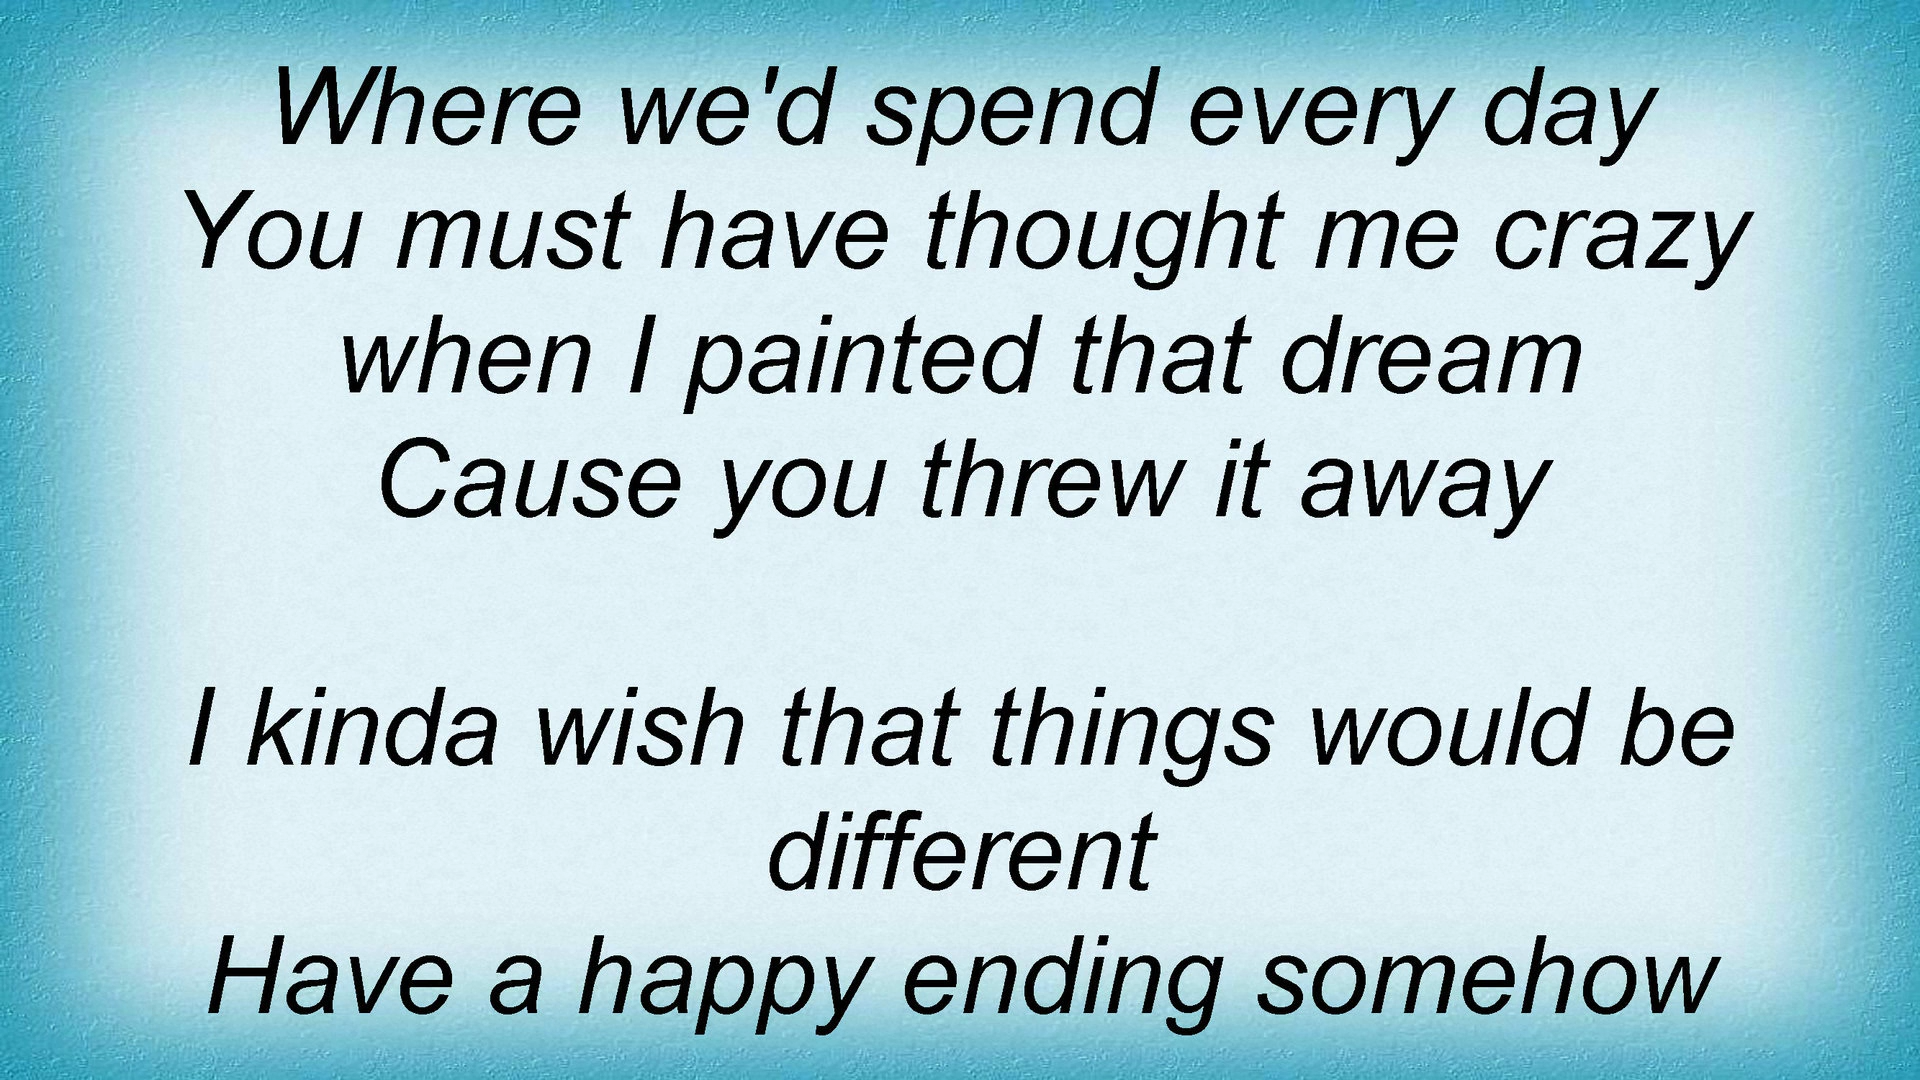 Where we'd spend every day
You must have thought me crazy
when I painted that dream
Cause you threw it away
I kinda wish that things would be
different
Have a happy ending somehow